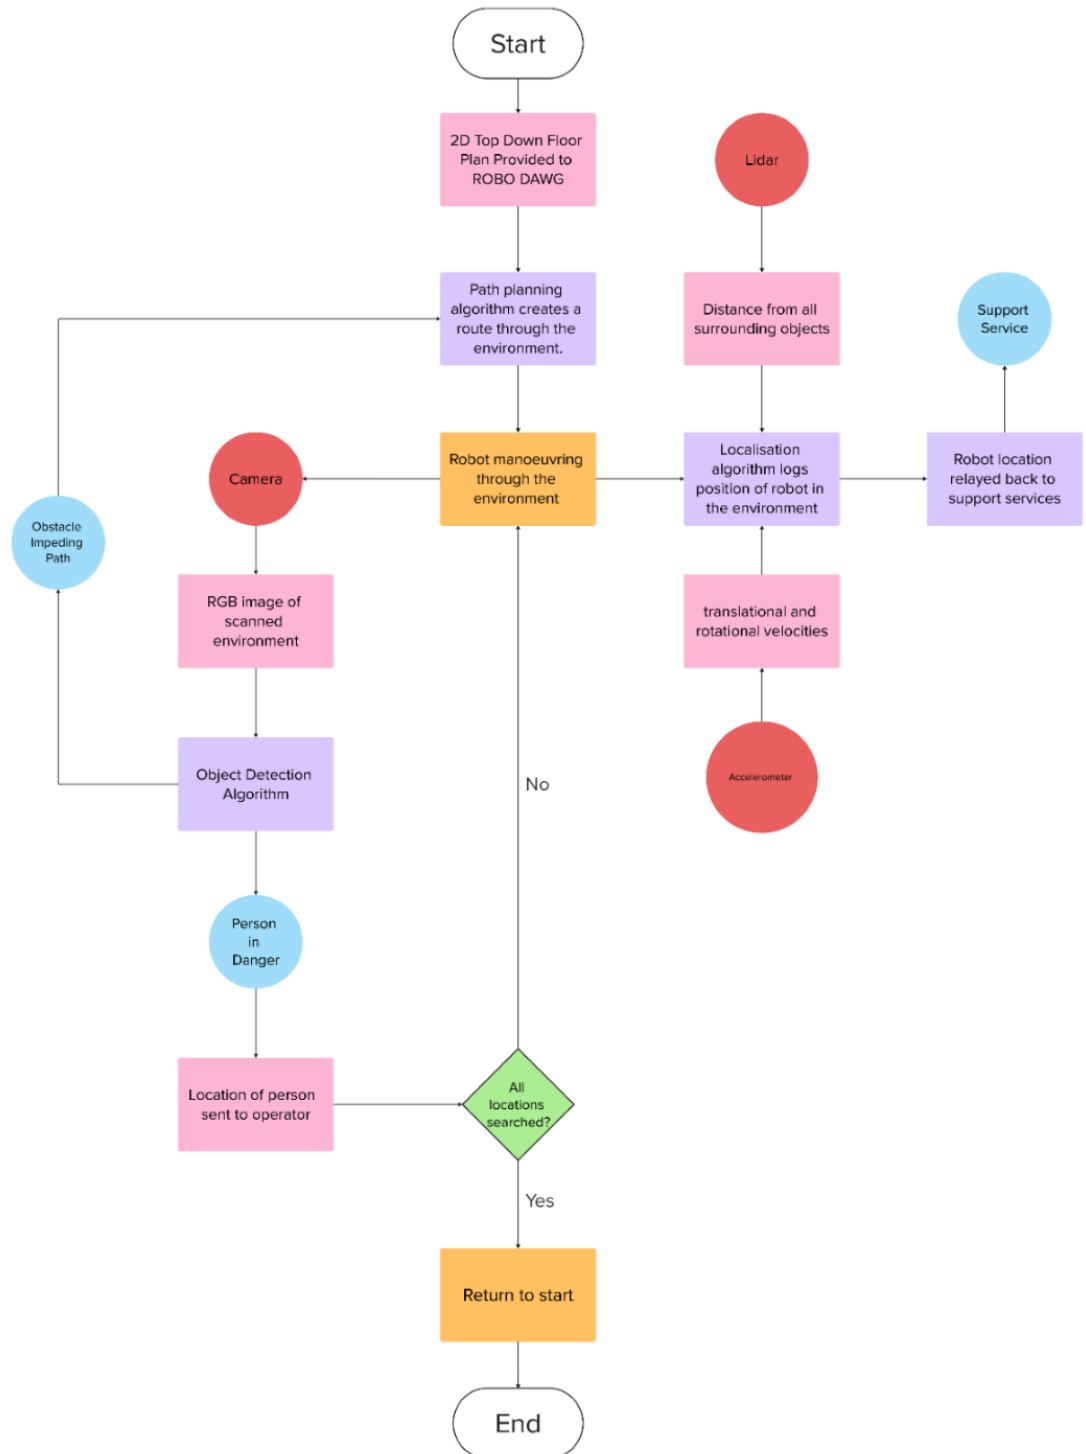 Start
2D Top Down Floor
Plan Provided to
ROBO DAWG
Lidar
Path planning
algorithm creates a
route through the
environment.
Distance from all
surrounding objects
Support
Service
Camera
Robot manoeuvring
through the
environment
Localisation
algorithm logs
position of robot in
the environment
Robot location
relayed back to
support services
Obstacle
Impeding
Path
RGB image of
scanned
environment
translational and
rotational velocities
Object Detection
Algorithm
No
Accelerometer
Person
in
Danger
Location of person
sent to operator
All
locations
searched?
Yes
Return to start
End